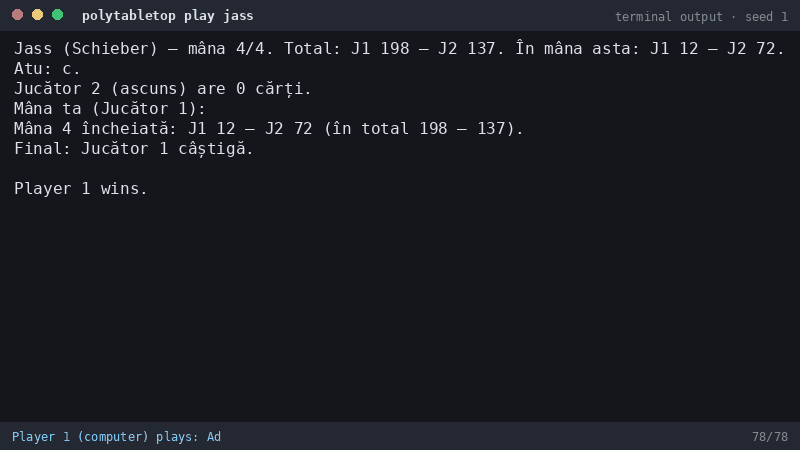 polytabletop play jass
terminal output · seed 1
Jass (Schieber) — mâna 4/4. Total: J1 198 — J2 137. În mâna asta: J1 12 — J2 72.
Atu: c.
Jucător 2 (ascuns) are 0 cărți.
Mâna ta (Jucător 1):
Mâna 4 încheiată: J1 12 — J2 72 (în total 198 — 137).
Final: Jucător 1 câștigă.
Player 1 wins.
Player 1 (computer) plays: Ad
78/78